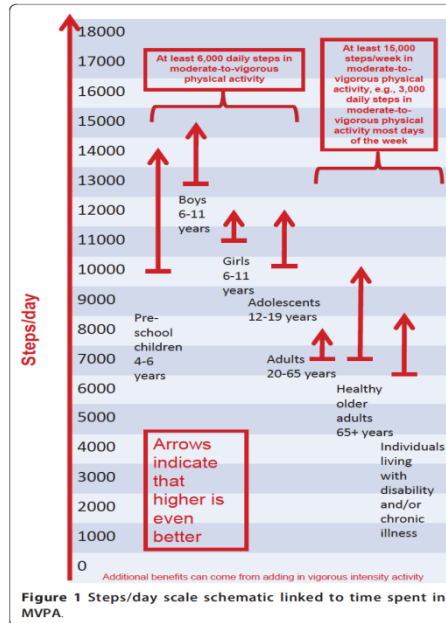 Steps/day
18000
17000
16000
15000
14000
13000
12000
11000
10000
9000
8000
7000
6000
5000
4000
3000
2000
1000
0
At least 6,000 daily steps in
moderate-to-vigorous physical
activity
At least 15,000
steps/week in
moderate-to-
vigorous physical
activity, e.g., 3,000
daily steps in
moderate-to-
vigorous physical
activity most days
of the week
Pre-
school
children
4-6
years
Boys
6-11
years
Girls
6-11
years
Adolescents
12-19 years
Adults
20-65 years
Healthy
older
adults
65+ years
Individuals
living
with
disability
and/or
chronic
illness
Arrows
indicate
that
higher is
even
better
Additional benefits can come from adding in vigorous intensity activity
Figure 1 Steps/day scale schematic linked to time spent in
MVPA.